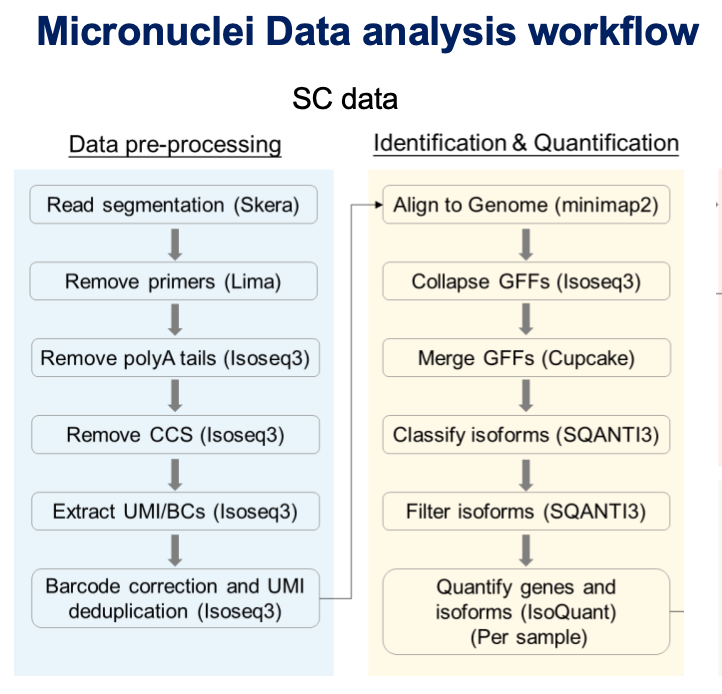 Micronuclei Data analysis workflow
SC data
Data pre-processing
Read segmentation (Skera)
Remove primers (Lima)
Remove polyA tails (Isoseq3)
Remove CCS (Isoseq3)
Extract UMI/BCs (Isoseq3)
Barcode correction and UMI
deduplication (Isoseq3)
Identification & Quantification
Align to Genome (minimap2)
Collapse GFFs (Isoseq3)
Merge GFFs (Cupcake)
Classify isoforms (SQANTI3)
Filter isoforms (SQANTI3)
Quantify genes and
isoforms (IsoQuant)
(Per sample)